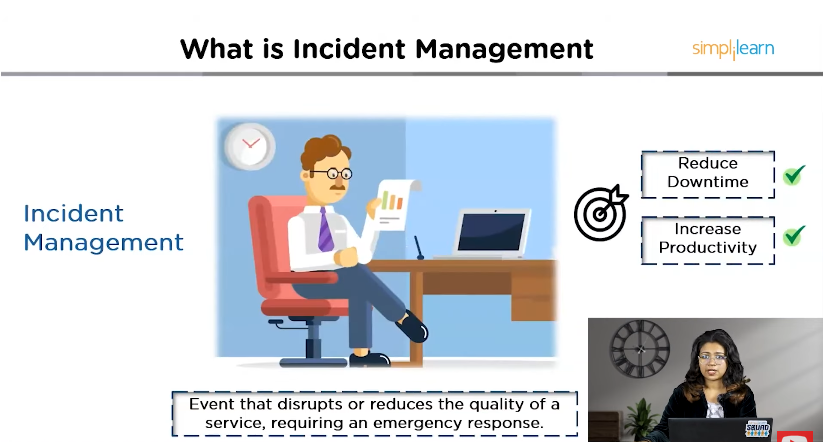 What is Incident Management
simplilearn
Incident
Management
Reduce
Downtime
Increase
Productivity
Event that disrupts or reduces the quality of a
service, requiring an emergency response.